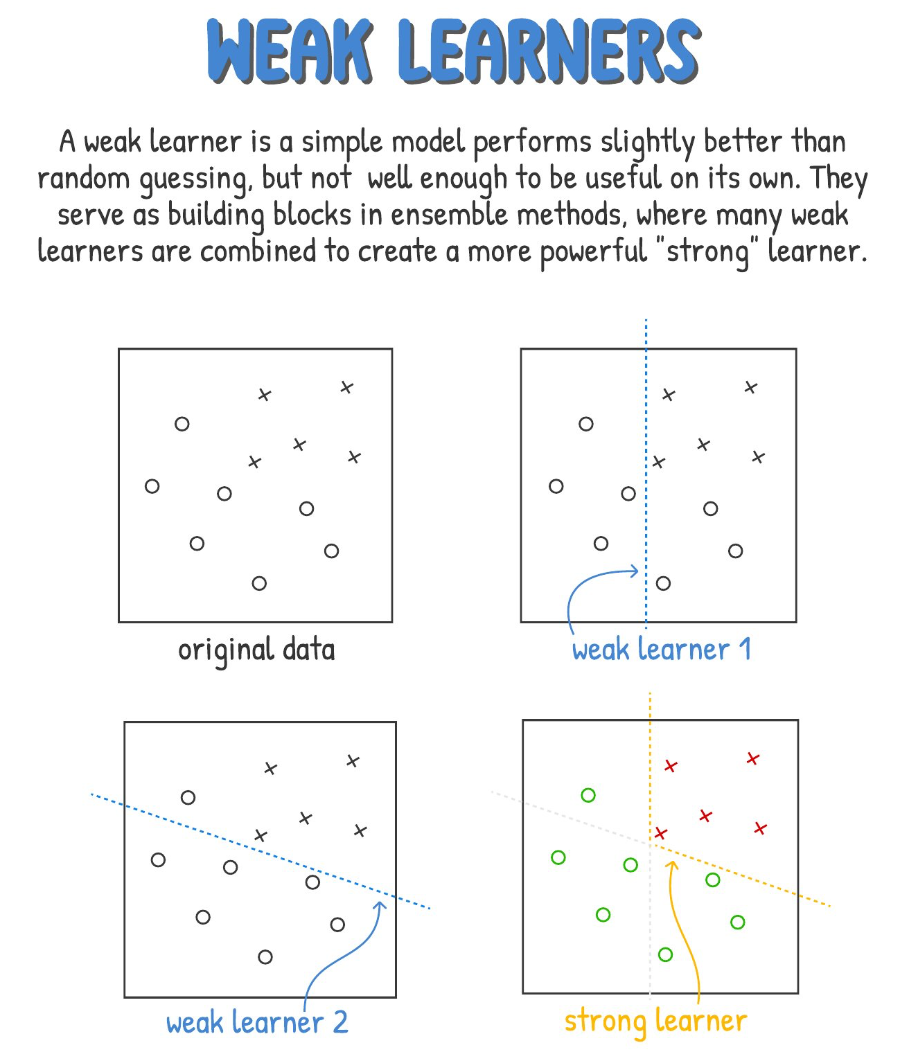 WEAK LEARNERS
A weak learner is a simple model performs slightly better than
random guessing, but not well enough to be useful on its own. They
serve as building blocks in ensemble methods, where many weak
learners are combined to create a more powerful "strong" learner.
original data
weak learner 1
weak learner 2
strong learner